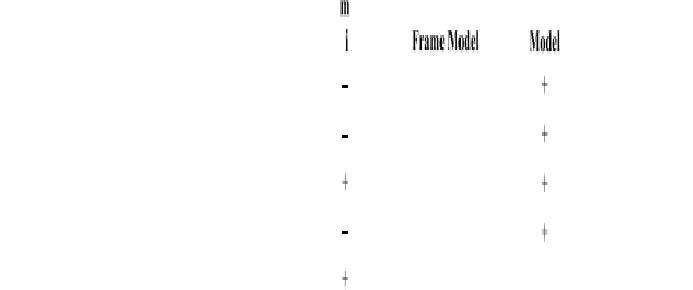 m
i Frame Model Model
- +
- +
+ +
- +
+